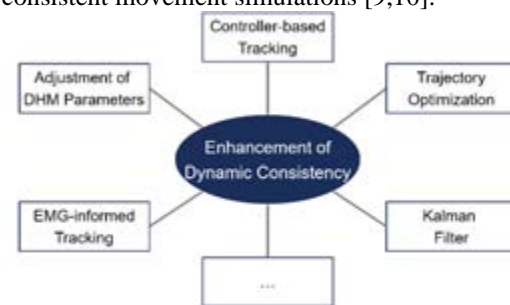 consistent movement simulations [9,10].
Controller-based
Tracking
Adjustment of
DHM Parameters
Trajectory
Optimization
Enhancement of
Dynamic Consistency
EMG-informed
Tracking
Kalman
Filter
...